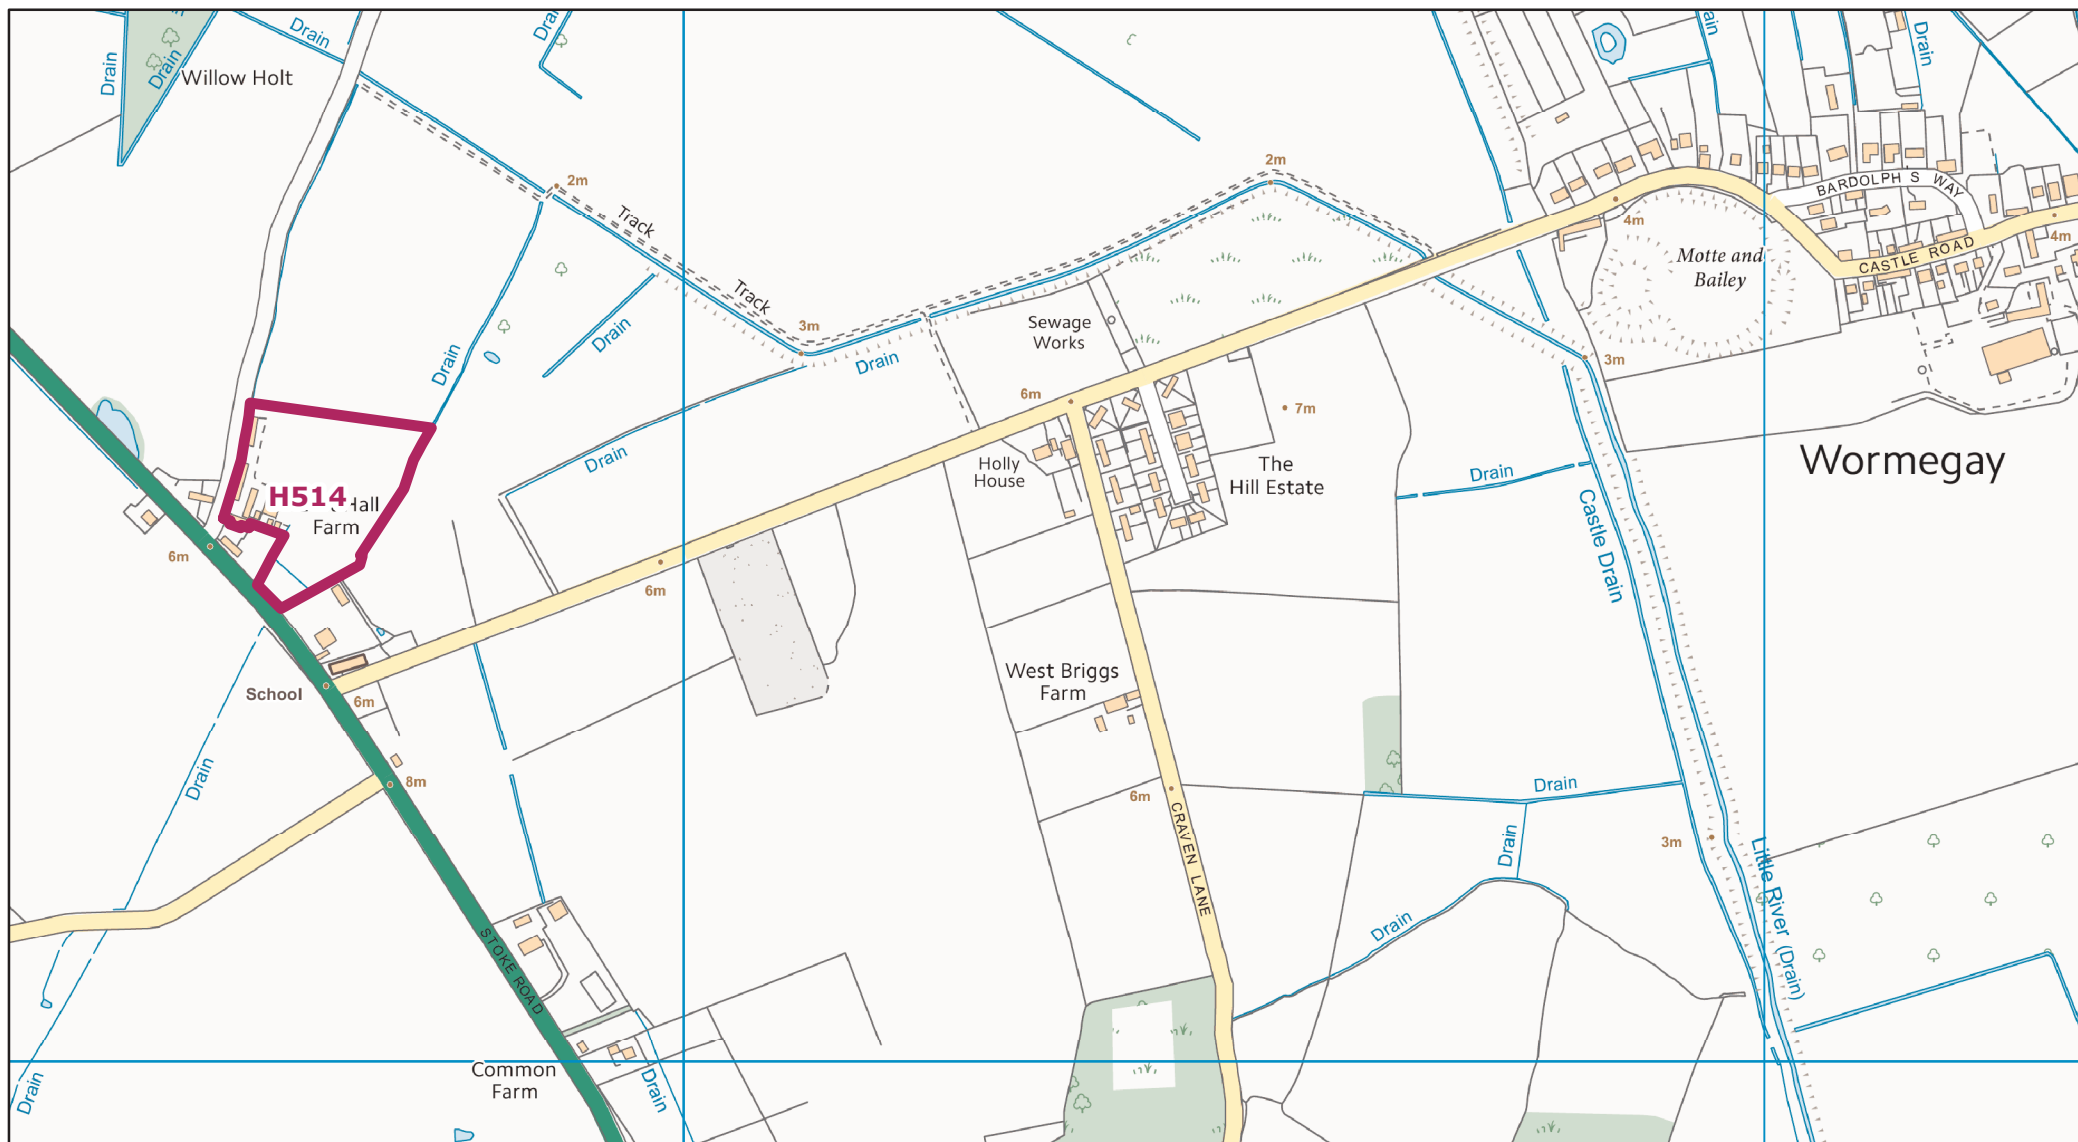 Drain
Drain
Drain
Willow Holt
Drain
Drain
2m
Track
2m
BARDOLPH S WAY
4m
CASTLE ROAD
4m
Motte and
Bailey
Track
3m
Drain
Drain
Drain
Sewage
Works
3m
6m
7m
Wormegay
H514
Hall
Farm
Drain
Holly
House
The
Hill Estate
Drain
Castle Drain
6m
6m
School
6m
West Briggs
Farm
Drain
8m
6m
CRAVEN LANE
Drain
Drain
3m
Little River (Drain)
Drain
STOKE ROAD
Common
Farm
Drain
Drain